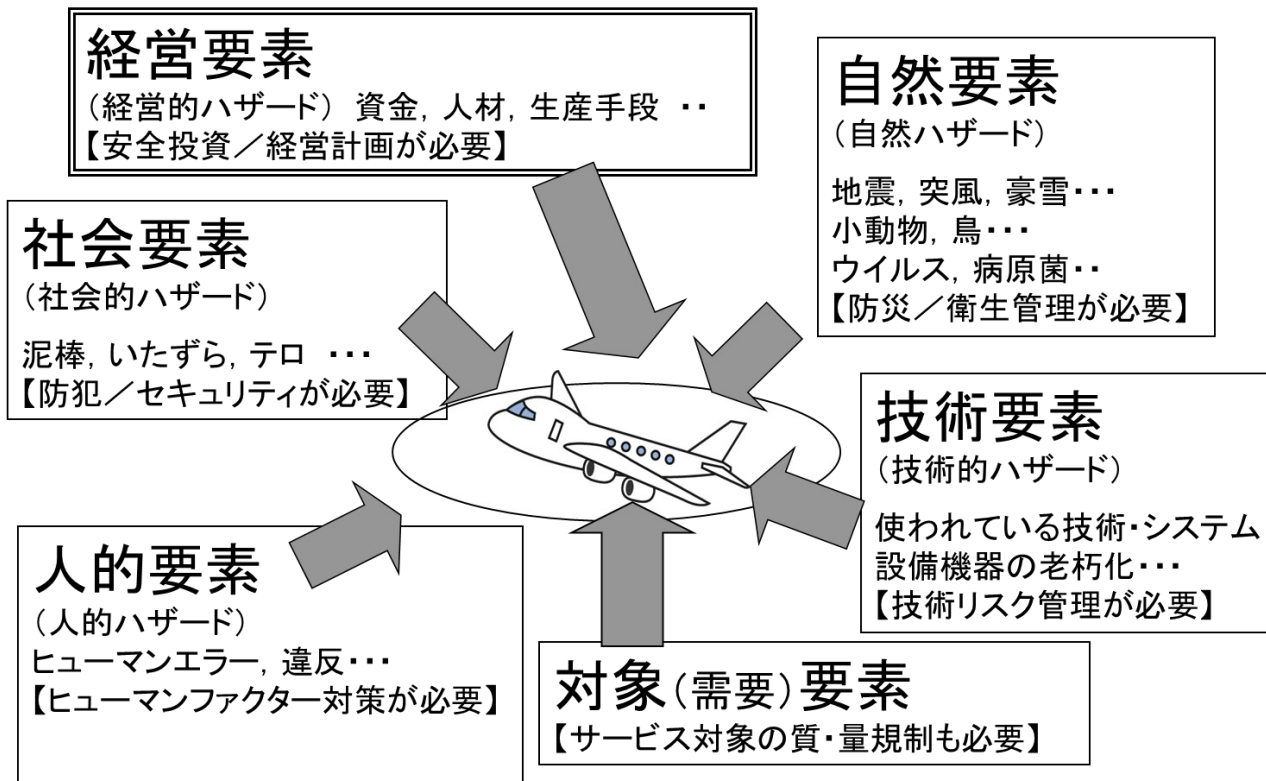 経営要素
（経営的ハザード） 資金, 人材, 生産手段 ‥
【安全投資／経営計画が必要】
自然要素
（自然ハザード）
地震, 突風, 豪雪･･･
小動物, 鳥･･･
ウイルス, 病原菌‥
【防災／衛生管理が必要】
社会要素
（社会的ハザード）
泥棒, いたずら, テロ ･･･
【防犯／セキュリティが必要】
技術要素
（技術的ハザード）
使われている技術・システム
設備機器の老朽化･･･
【技術リスク管理が必要】
人的要素
（人的ハザード）
ヒューマンエラー, 違反･･･
【ヒューマンファクター対策が必要】
対象（需要）要素
【サービス対象の質・量規制も必要】